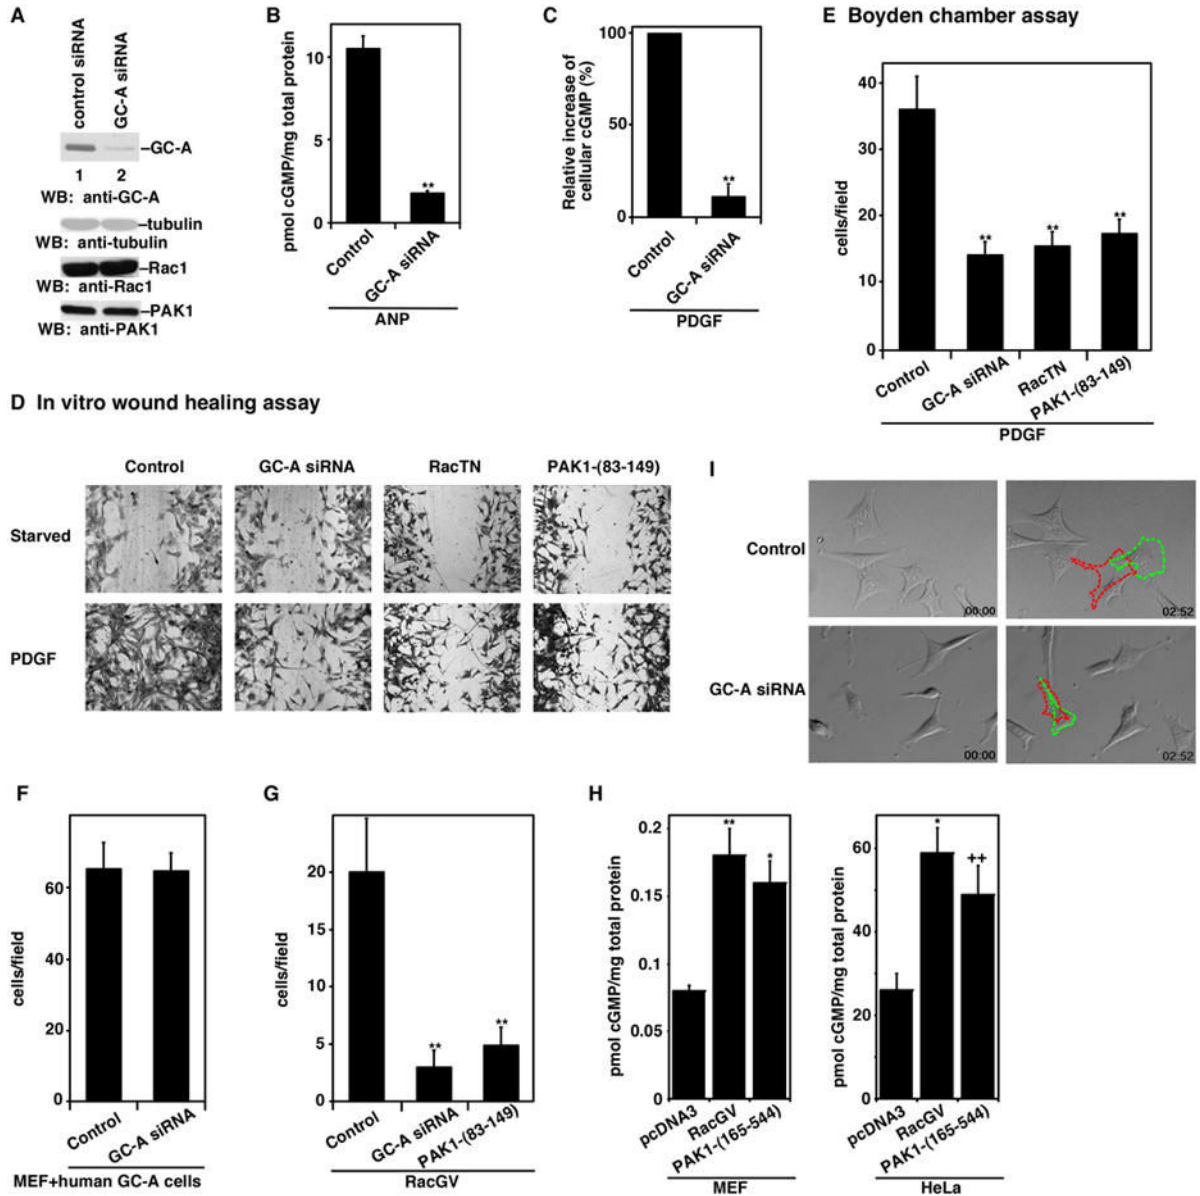 A
control siRNA
GC-A siRNA
–GC-A
1 2
WB: anti-GC-A
–tubulin
WB: anti-tubulin
–Rac1
WB: anti-Rac1
–PAK1
WB: anti-PAK1
B
pmol cGMP/mg total protein
10
5
0
**
Control
GC-A siRNA
ANP
C
Relative increase of
cellular cGMP (%)
100
50
0
**
Control
GC-A siRNA
PDGF
E Boyden chamber assay
cells/field
40
30
20
10
0
** ** **
Control
GC-A siRNA
RacTN
PAK1-(83-149)
PDGF
D In vitro wound healing assay
Control GC-A siRNA RacTN PAK1-(83-149)
Starved
PDGF
I
Control
00:00 02:52
GC-A siRNA
00:00 02:52
F
cells/field
60
40
20
0
Control
GC-A siRNA
MEF+human GC-A cells
G
cells/field
20
15
10
5
0
** **
Control
GC-A siRNA
PAK1-(83-149)
RacGV
H
pmol cGMP/mg total protein
0.2
0.15
0.1
0.05
0
** *
pcDNA3
RacGV
PAK1-(165-544)
MEF
pmol cGMP/mg total protein
60
40
20
0
* ++
pcDNA3
RacGV
PAK1-(165-544)
HeLa